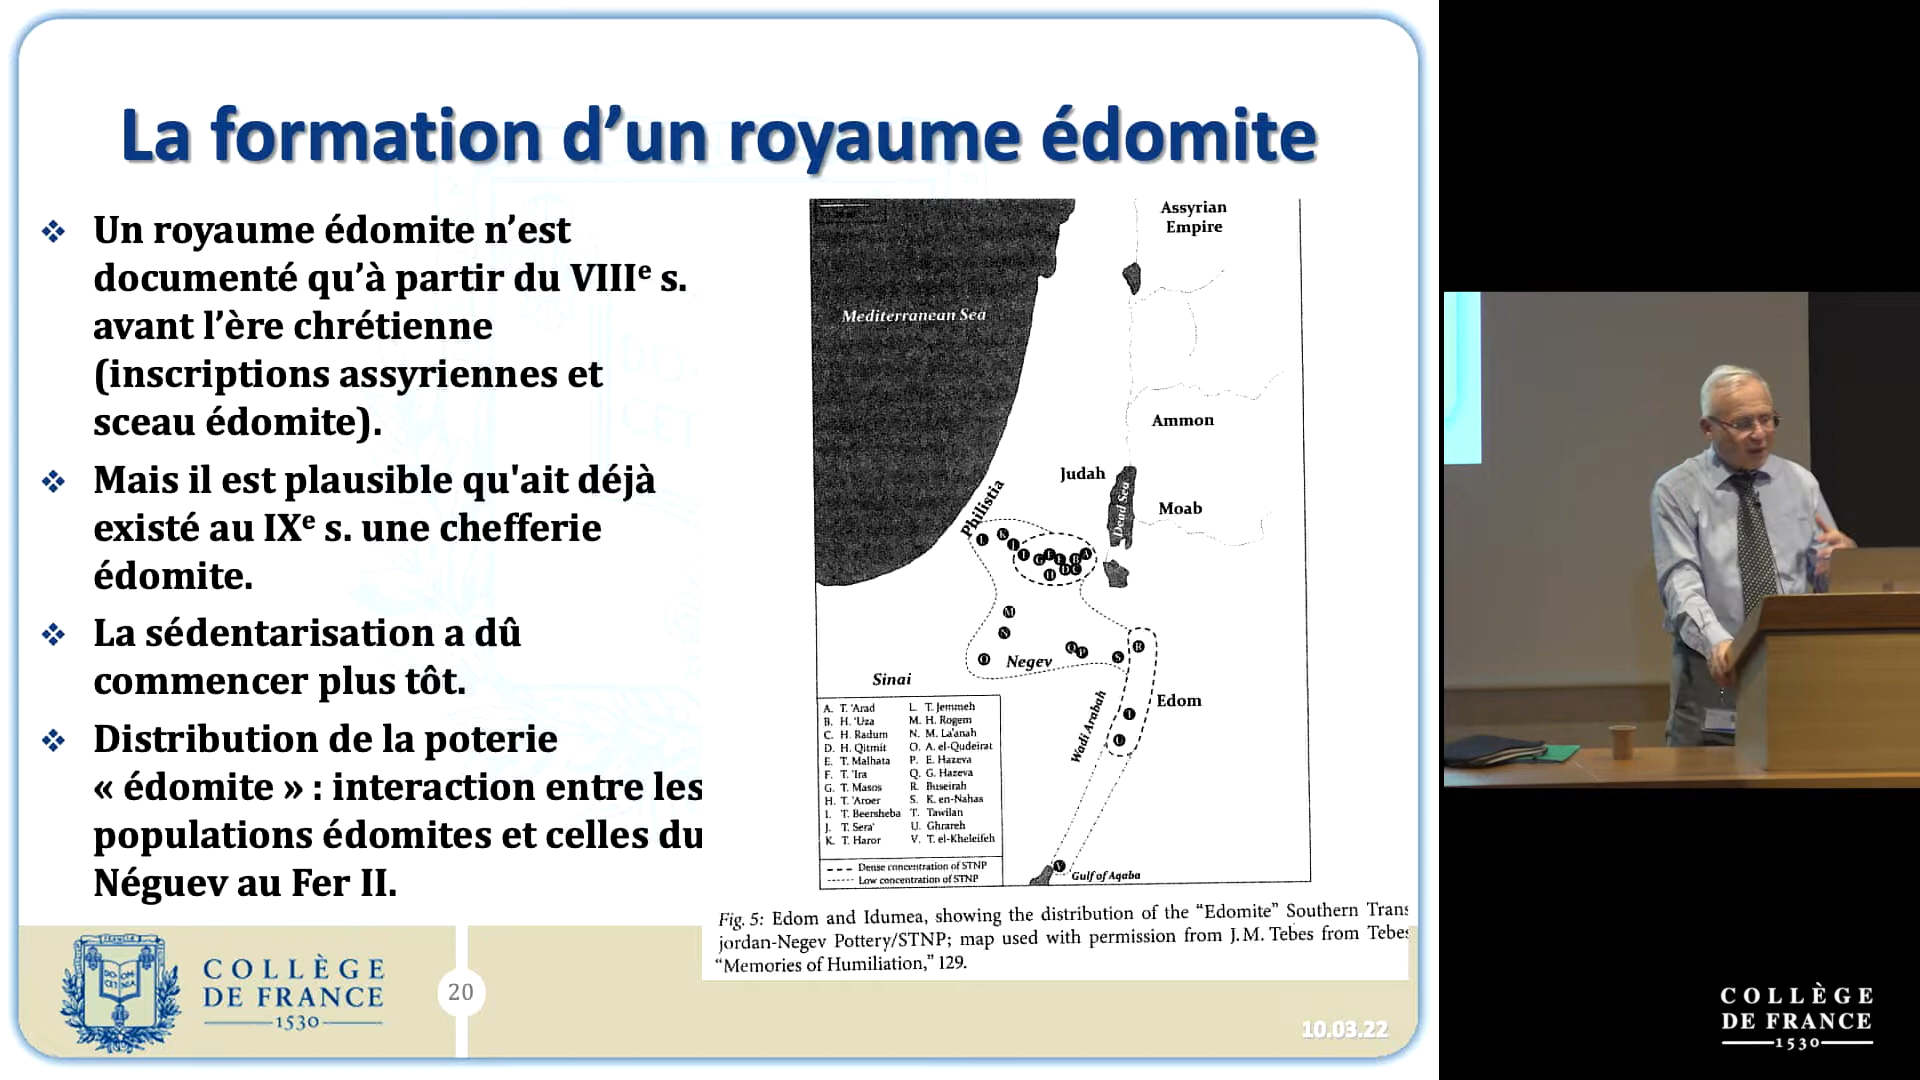 La formation d’un royaume édomite
Un royaume édomite n’est
documenté qu’à partir du VIIIe s.
avant l’ère chrétienne
(inscriptions assyriennes et
sceau édomite).
Mais il est plausible qu'ait déjà
existé au IXe s. une chefferie
édomite.
La sédentarisation a dû
commencer plus tôt.
Distribution de la poterie
« édomite » : interaction entre les
populations édomites et celles du
Néguev au Fer II.
Assyrian
Empire
Mediterranean Sea
Ammon
Judah
Philistia
Dead Sea
Moab
Negev
Sinai
Wadi Arabah
Edom
A. T. 'Arad
B. H. 'Uza
C. H. Radum
D. H. Qitmit
E. T. Malhata
F. T. 'Ira
G. T. Masos
H. T. 'Aroer
I. T. Beersheba
J. T. Sera'
K. T. Haror
L. T. Jemmeh
M. H. Rogem
N. M. La'anah
O. A. el-Qudeirat
P. E. Hazeva
Q. G. Hazeva
R. Buseirah
S. K. en-Nahas
T. Tawilan
U. Ghrareh
V. T. el-Kheleifeh
Dense concentration of STNP
Low concentration of STNP
Gulf of Aqaba
Fig. 5: Edom and Idumea, showing the distribution of the “Edomite” Southern Trans
jordan-Negev Pottery/STNP; map used with permission from J. M. Tebes from Tebes
“Memories of Humiliation,” 129.
COLLÈGE
DE FRANCE
1530
20
10.03.22
COLLÈGE
DE FRANCE
1530